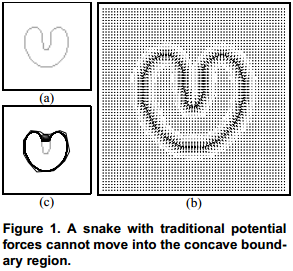 (a)
(c)
(b)
Figure 1. A snake with traditional potential
forces cannot move into the concave bound-
ary region.